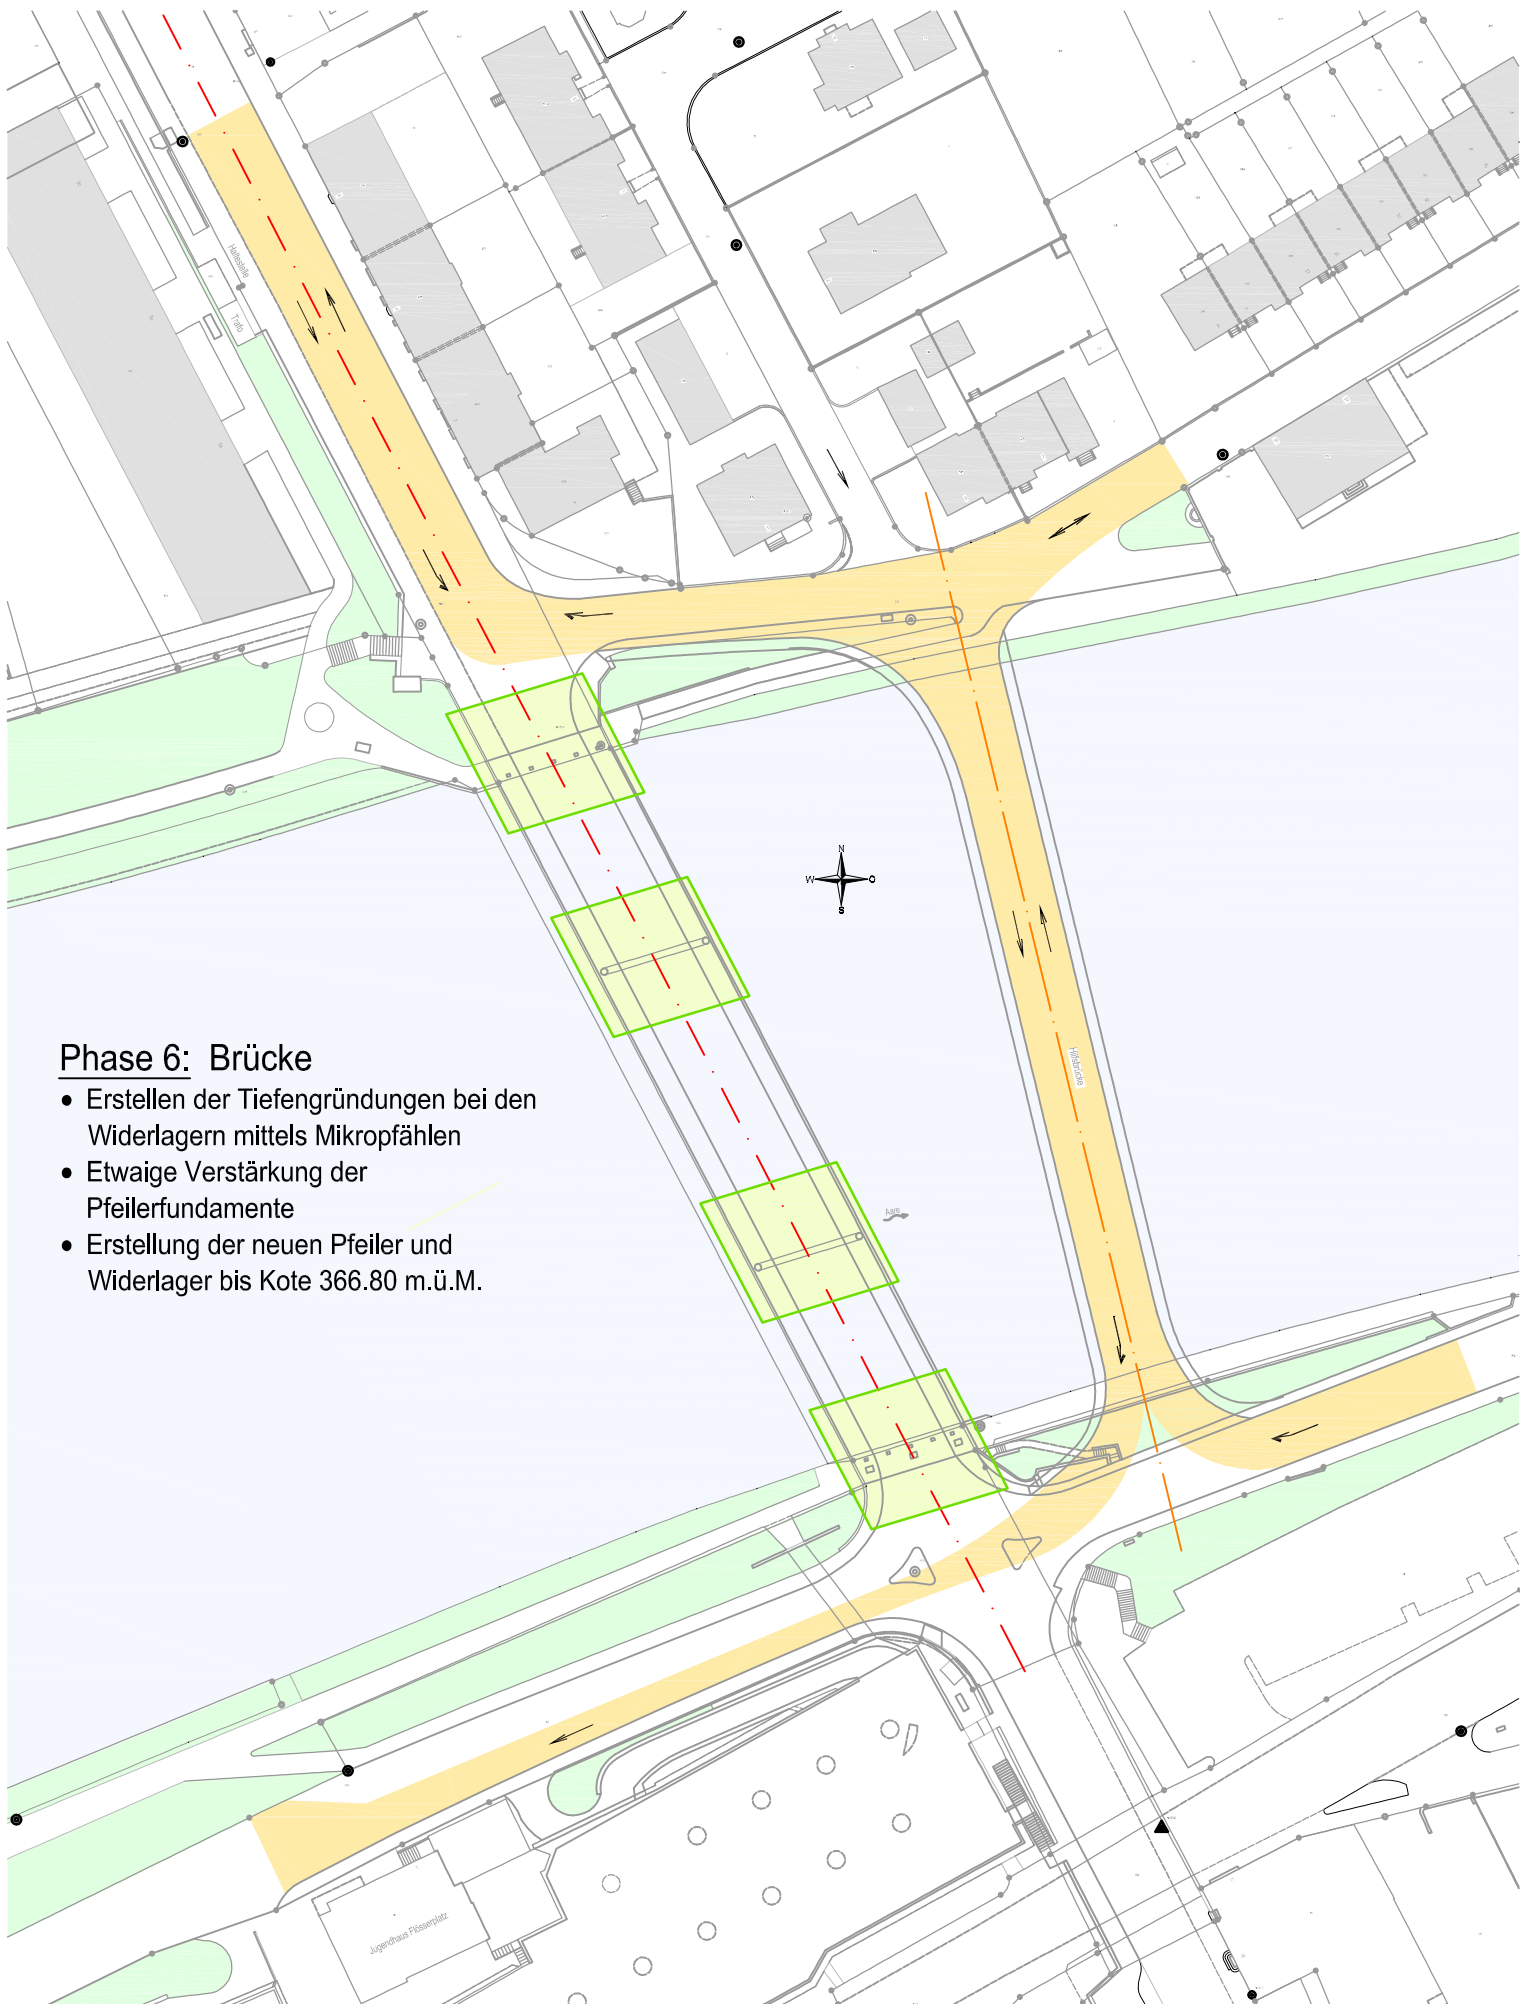 Haltestelle
Trafo
N
W O
S
Hilfsbrücke
Phase 6: Brücke
• Erstellen der Tiefengründungen bei den
Widerlagern mittels Mikropfählen
• Etwaige Verstärkung der
Pfeilerfundamente
• Erstellung der neuen Pfeiler und
Widerlager bis Kote 366.80 m.ü.M.
Aare
Jugendhaus Flösserplatz